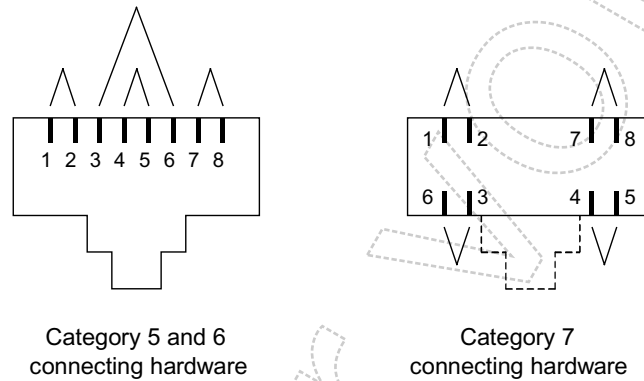 1 2 3 4 5 6 7 8
1 2 7 8
6 3 4 5
Category 5 and 6
connecting hardware
Category 7
connecting hardware